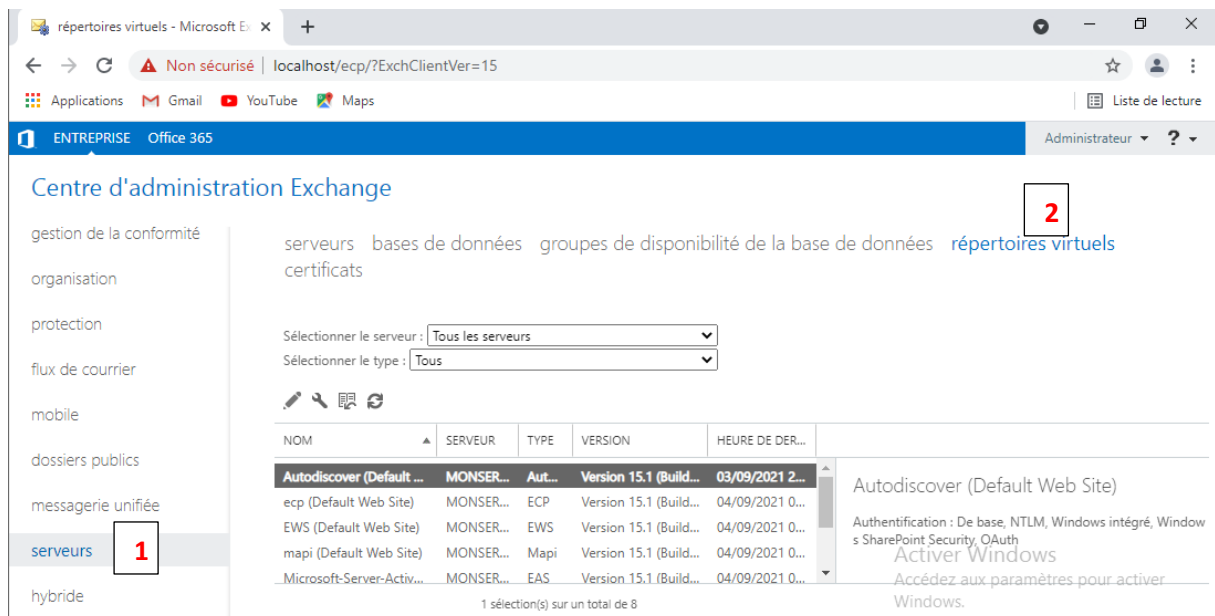 répertoires virtuels - Microsoft Ex
Non sécurisé | localhost/ecp/?ExchClientVer=15
Applications Gmail YouTube Maps Liste de lecture
ENTREPRISE Office 365 Administrateur ?
Centre d'administration Exchange
2
gestion de la conformité
organisation
protection
flux de courrier
mobile
dossiers publics
messagerie unifiée
serveurs 1
hybride
serveurs bases de données groupes de disponibilité de la base de données répertoires virtuels
certificats
Sélectionner le serveur : Tous les serveurs
Sélectionner le type : Tous
NOM SERVEUR TYPE VERSION HEURE DE DER...
Autodiscover (Default ... MONSER... Aut... Version 15.1 (Build... 03/09/2021 2...
ecp (Default Web Site) MONSER... ECP Version 15.1 (Build... 04/09/2021 0...
EWS (Default Web Site) MONSER... EWS Version 15.1 (Build... 04/09/2021 0...
mapi (Default Web Site) MONSER... Mapi Version 15.1 (Build... 04/09/2021 0...
Microsoft-Server-Activ... MONSER... EAS Version 15.1 (Build... 04/09/2021 0...
1 sélection(s) sur un total de 8
Autodiscover (Default Web Site)
Authentification : De base, NTLM, Windows intégré, Window
s SharePoint Security, OAuth
Activer Windows
Accédez aux paramètres pour activer
Windows.